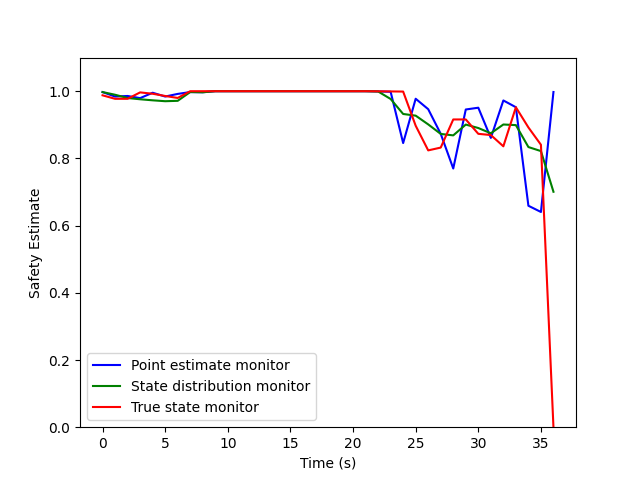 1.0
0.8
0.6
0.4
0.2
0.0
Safety Estimate
Point estimate monitor
State distribution monitor
True state monitor
0 5 10 15 20 25 30 35
Time (s)